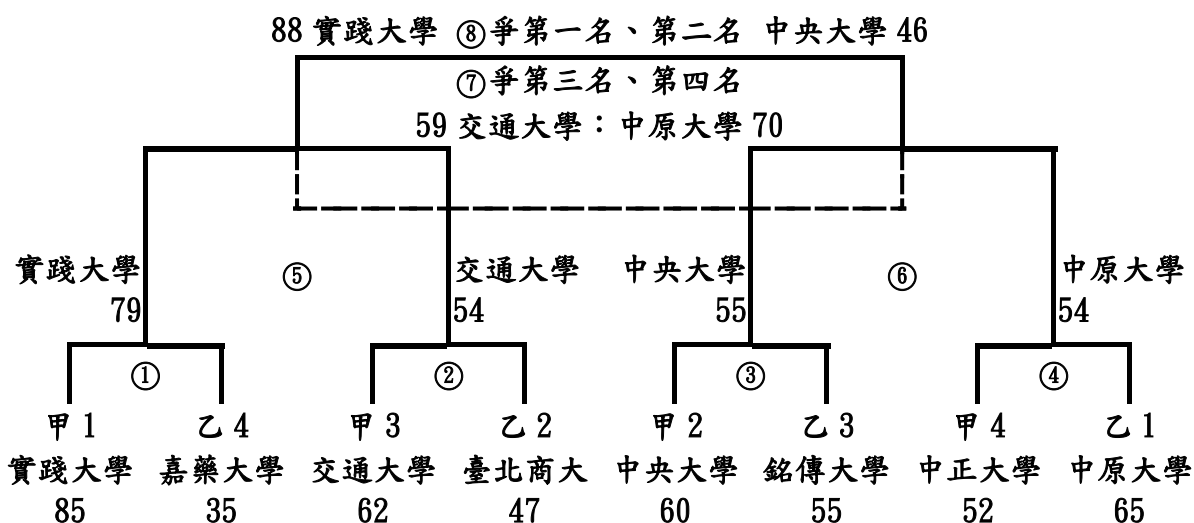 88 實踐大學 ⑧爭第一名、第二名 中央大學 46
⑦爭第三名、第四名
59 交通大學：中原大學 70
實踐大學 ⑤ 交通大學 中央大學 ⑥ 中原大學
79 54 55 54
① ② ③ ④
甲 1 乙 4 甲 3 乙 2 甲 2 乙 3 甲 4 乙 1
實踐大學 嘉藥大學 交通大學 臺北商大 中央大學 銘傳大學 中正大學 中原大學
85 35 62 47 60 55 52 65